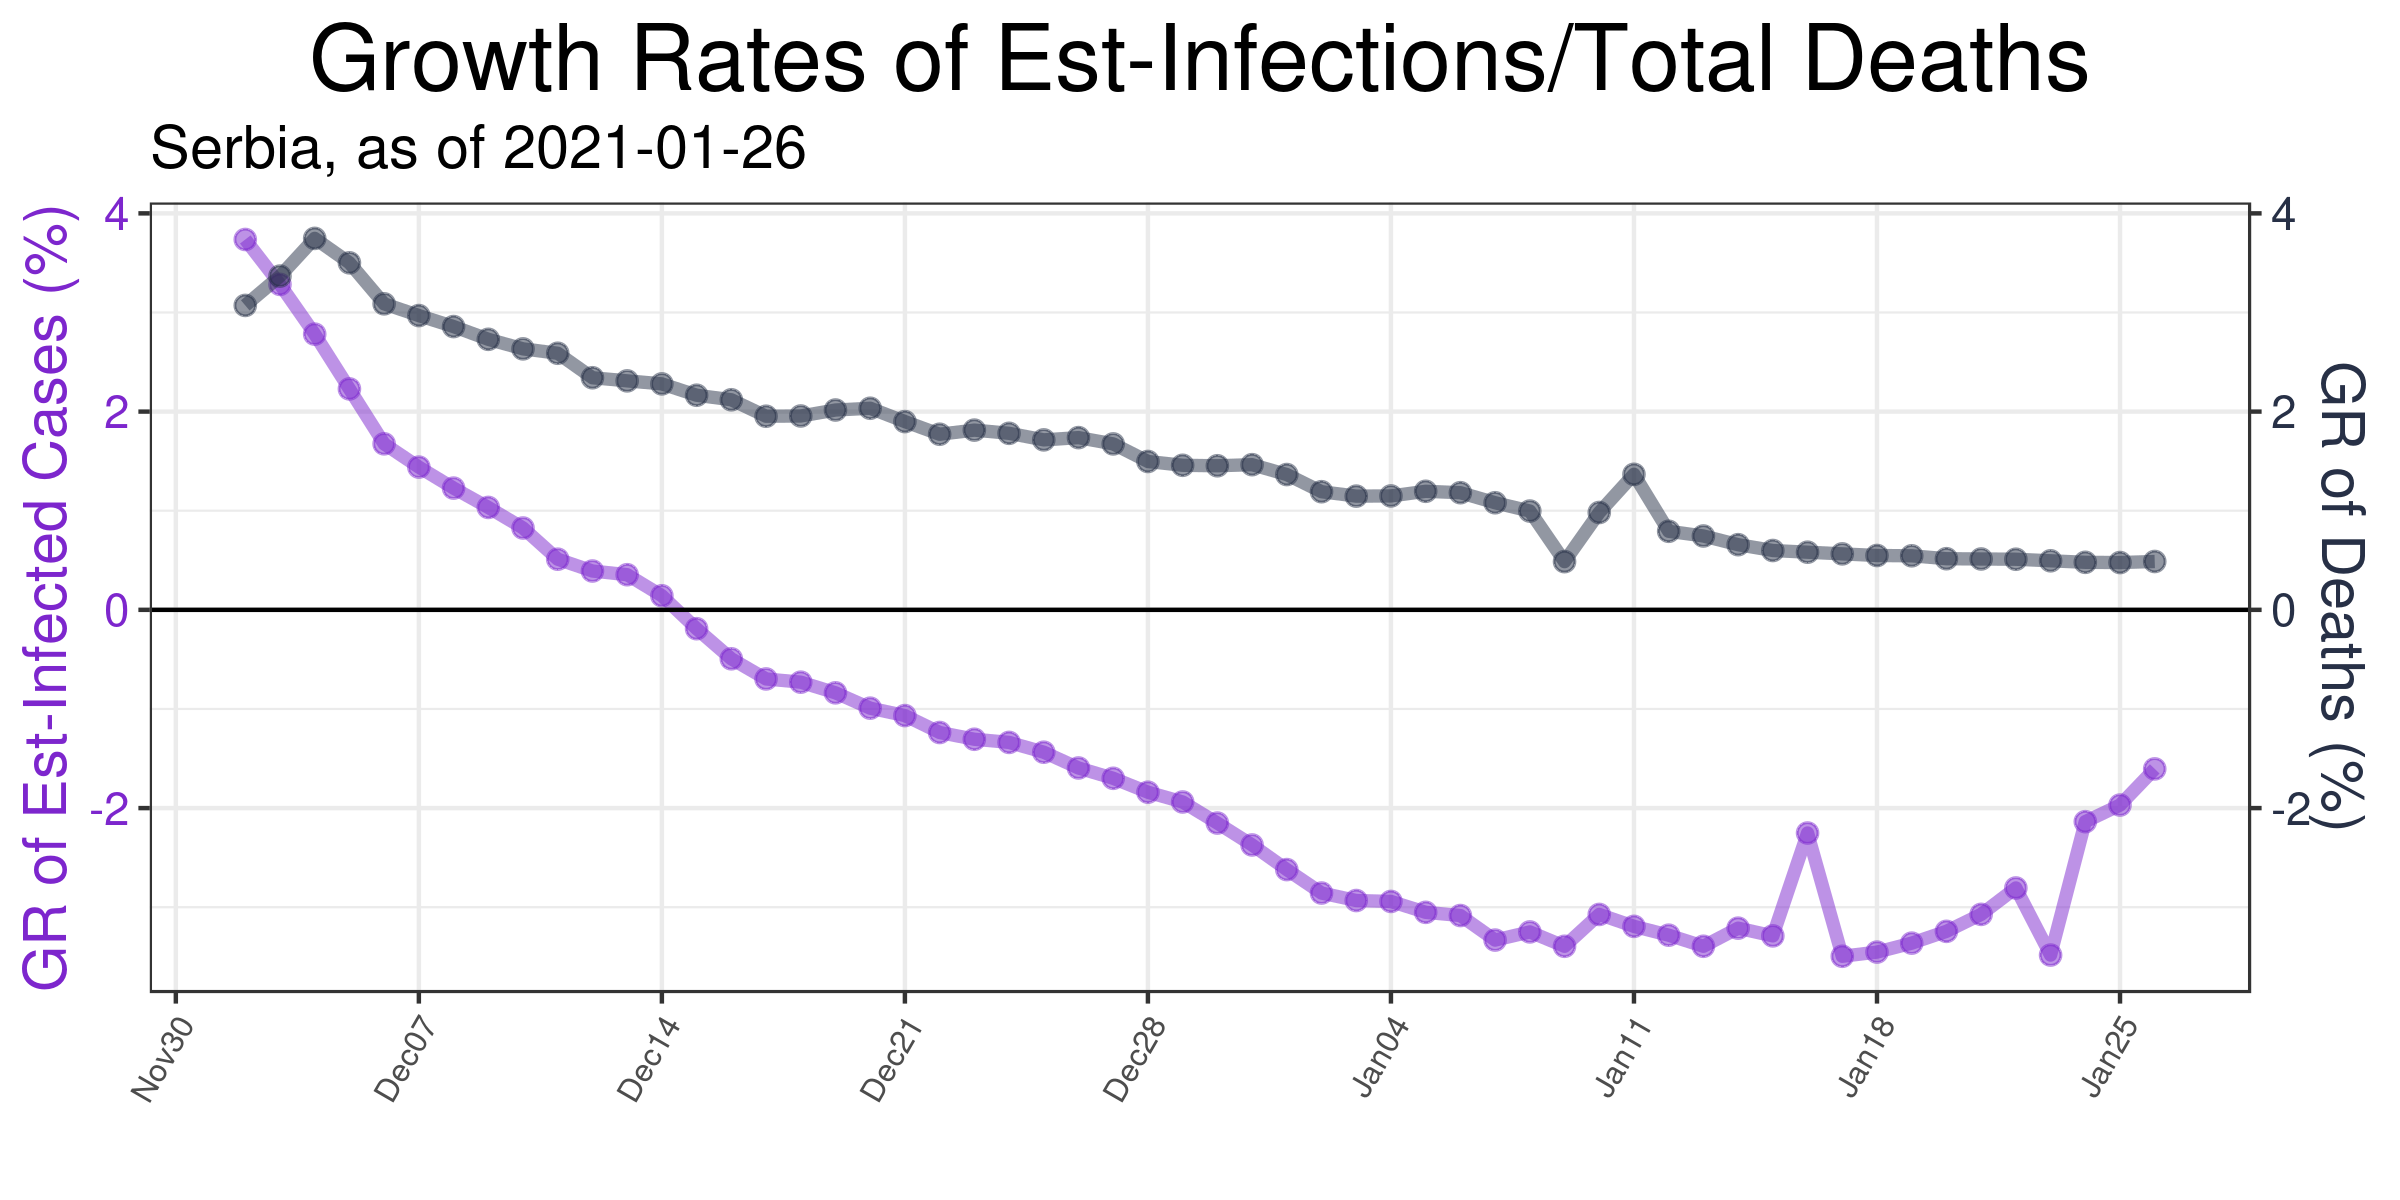 Growth Rates of Est-Infections/Total Deaths
Serbia, as of 2021-01-26
GR of Est-Infected Cases (%)
4
2
0
-2
4
2
0
-2
GR of Deaths (%)
Nov30
Dec07
Dec14
Dec21
Dec28
Jan04
Jan11
Jan18
Jan25